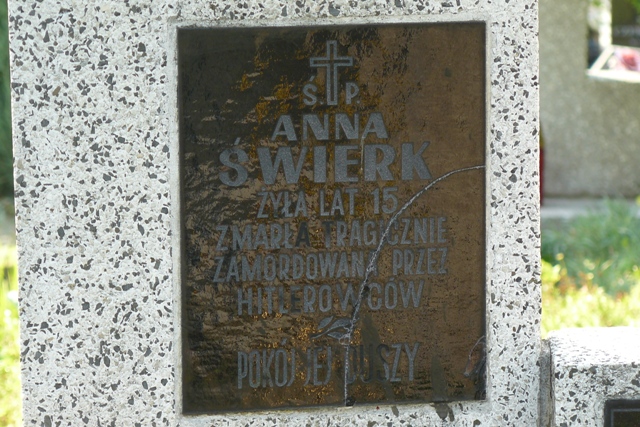 Ś. P.
ANNA
ŚWIERK
ŻYŁA LAT 15
ZMARŁA TRAGICZNIE
ZAMORDOWANA PRZEZ
HITLEROWCÓW
POKÓJ JEJ DUSZY